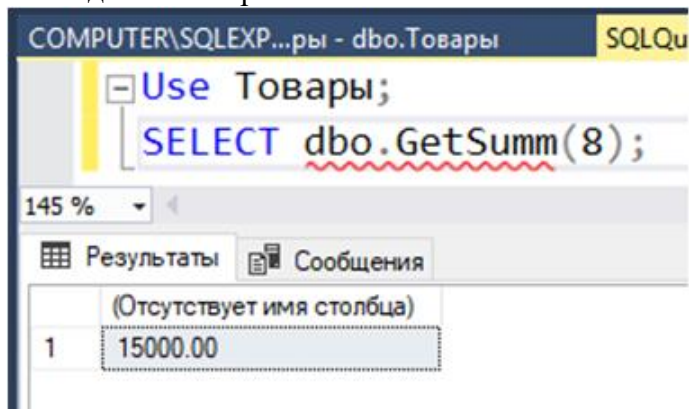 COMPUTER\SQLEXP...ры - dbo.Товары SQLQu
Use Товары;
SELECT dbo.GetSumm(8);
145 %
Результаты Сообщения
(Отсутствует имя столбца)
1 15000.00